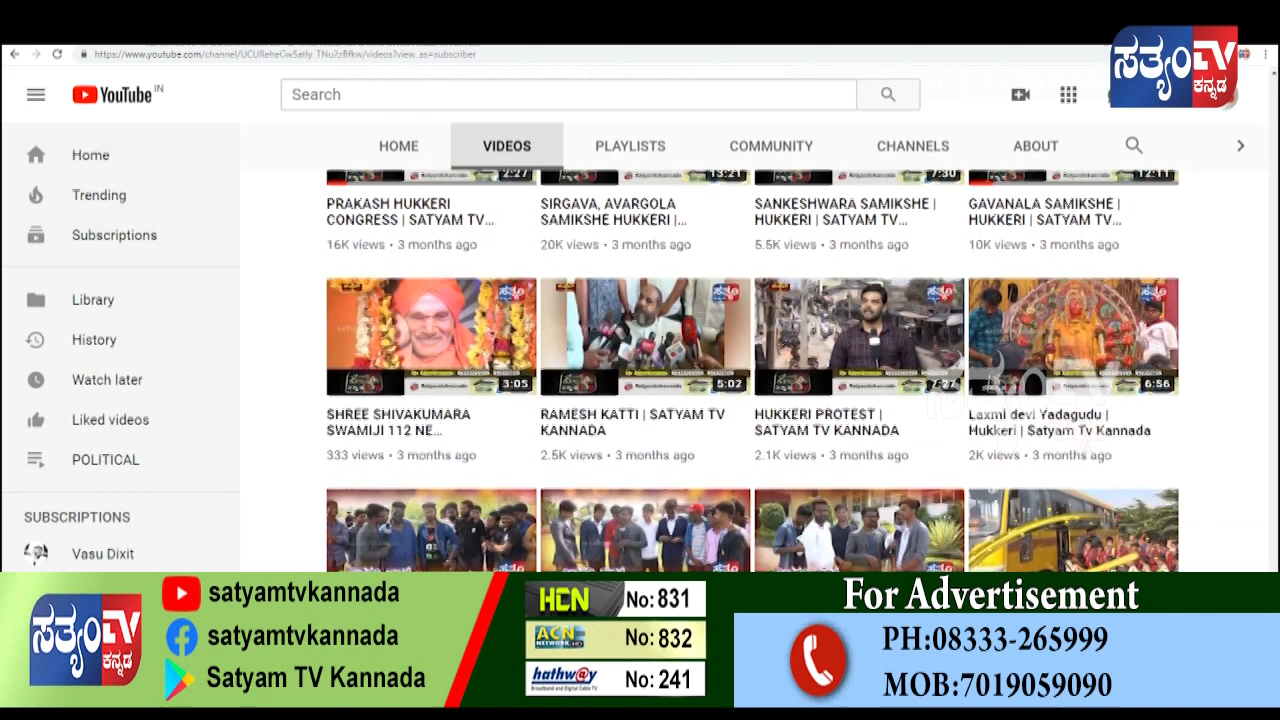 https://www.youtube.com/channel/UCUReheGw5atly_TNu2zBfkw/videos?view_as=subscriber
ಸತ್ಯಂ TV
ಕನ್ನಡ
YouTube IN
Search
HOME VIDEOS PLAYLISTS COMMUNITY CHANNELS ABOUT
Home
Trending
Subscriptions
Library
History
Watch later
Liked videos
POLITICAL
SUBSCRIPTIONS
Vasu Dixit
2:27 13:21 7:30 12:11
PRAKASH HUKKERI
CONGRESS | SATYAM TV...
16K views • 3 months ago
SIRGAVA, AVARGOLA
SAMIKSHE HUKKERI |...
20K views • 3 months ago
SANKESHWARA SAMIKSHE |
HUKKERI | SATYAM TV...
5.5K views • 3 months ago
GAVANALA SAMIKSHE |
HUKKERI | SATYAM TV...
10K views • 3 months ago
3:05 5:02 7:27 6:56
SHREE SHIVAKUMARA
SWAMIJI 112 NE...
333 views • 3 months ago
RAMESH KATTI | SATYAM TV
KANNADA
2.5K views • 3 months ago
HUKKERI PROTEST |
SATYAM TV KANNADA
2.1K views • 3 months ago
Laxmi devi Yadagudu |
Hukkeri | Satyam Tv Kannada
2K views • 3 months ago
ಸತ್ಯಂ TV
ಕನ್ನಡ
satyamtvkannada
satyamtvkannada
Satyam TV Kannada
HCN No: 831
ACN NETWORK HD No: 832
hathw@y No: 241
Broadband and Digital Cable TV
For Advertisement
PH:08333-265999
MOB:7019059090